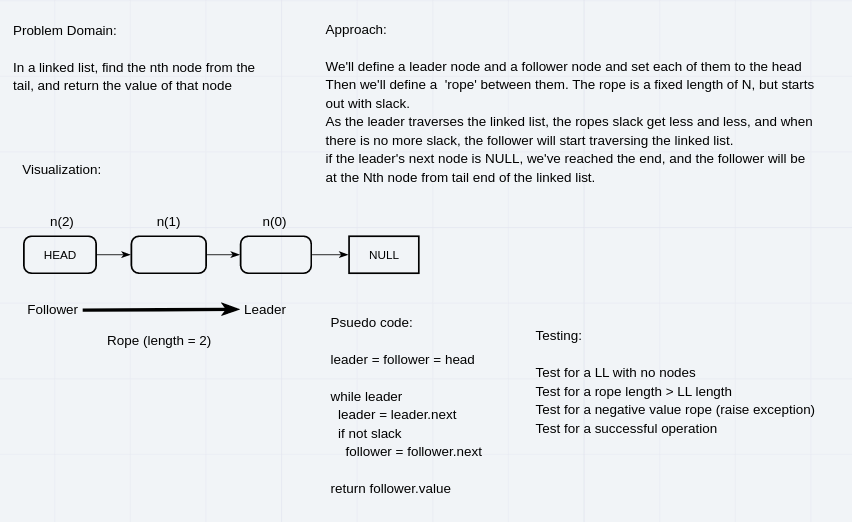 Problem Domain:
In a linked list, find the nth node from the
tail, and return the value of that node
Approach:
We'll define a leader node and a follower node and set each of them to the head
Then we'll define a  'rope' between them. The rope is a fixed length of N, but starts
out with slack.
As the leader traverses the linked list, the ropes slack get less and less, and when
there is no more slack, the follower will start traversing the linked list.
if the leader's next node is NULL, we've reached the end, and the follower will be
at the Nth node from tail end of the linked list.
Visualization:
n(2) n(1) n(0)
HEAD NULL
Follower Leader
Rope (length = 2)
Psuedo code:
leader = follower = head
while leader
leader = leader.next
if not slack
follower = follower.next
return follower.value
Testing:
Test for a LL with no nodes
Test for a rope length > LL length
Test for a negative value rope (raise exception)
Test for a successful operation